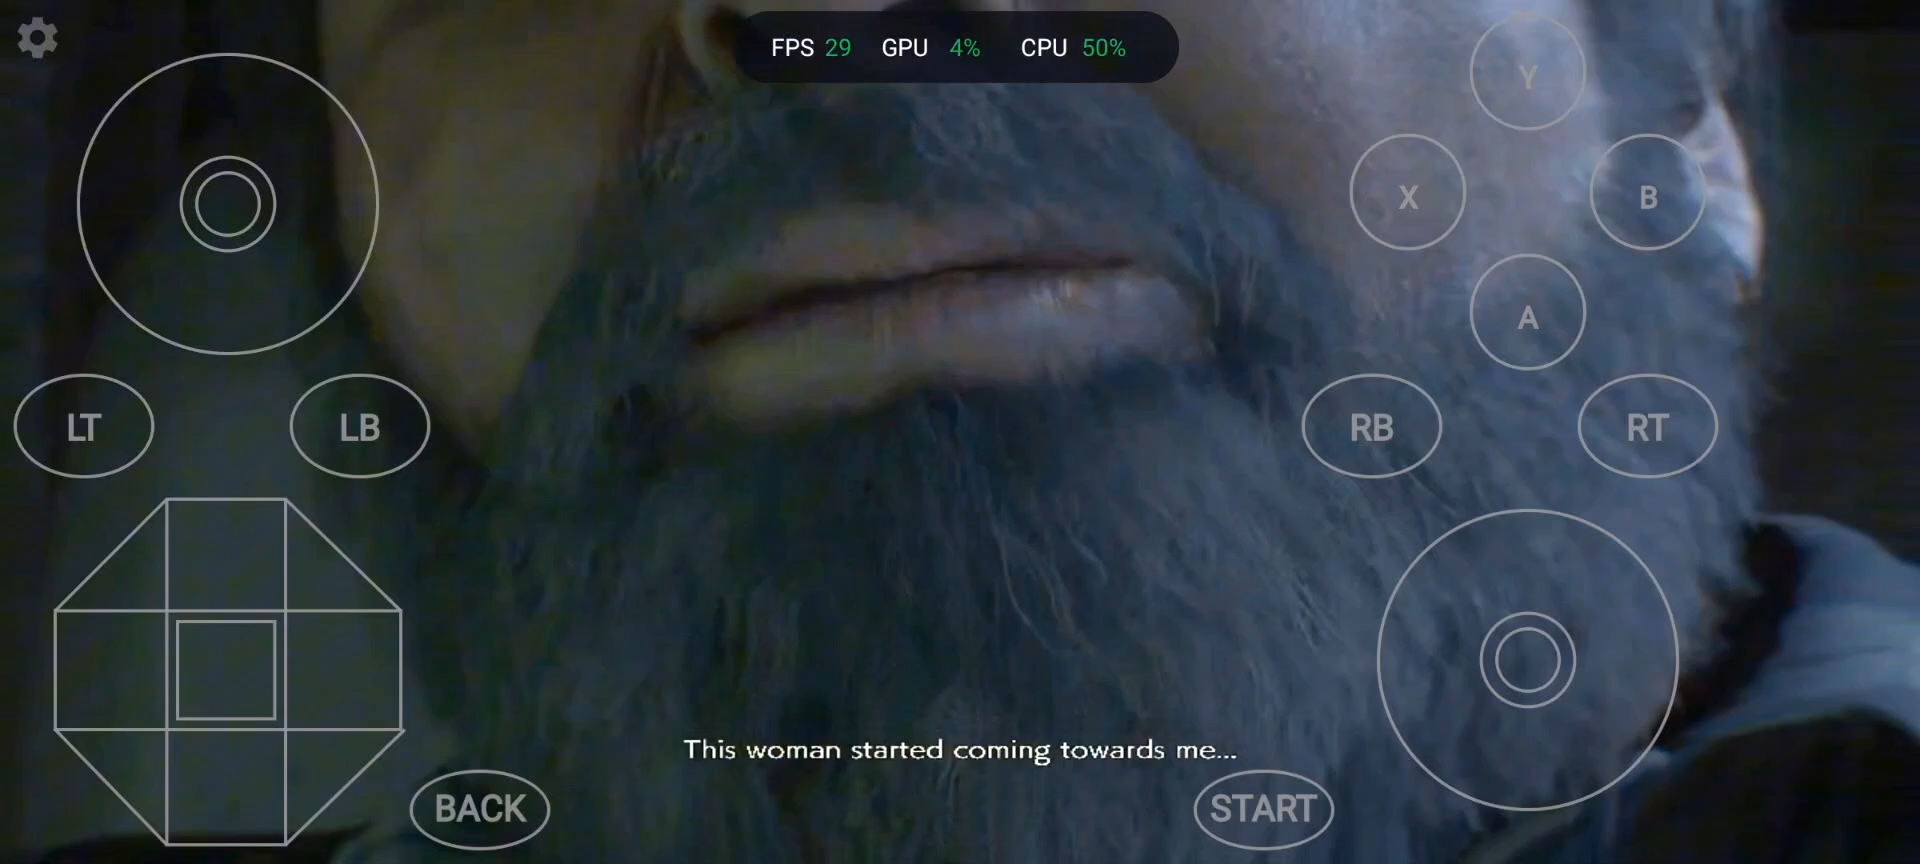 FPS 29 GPU 4% CPU 50%
Y
X
B
A
LT
LB
RB
RT
This woman started coming towards me...
BACK
START